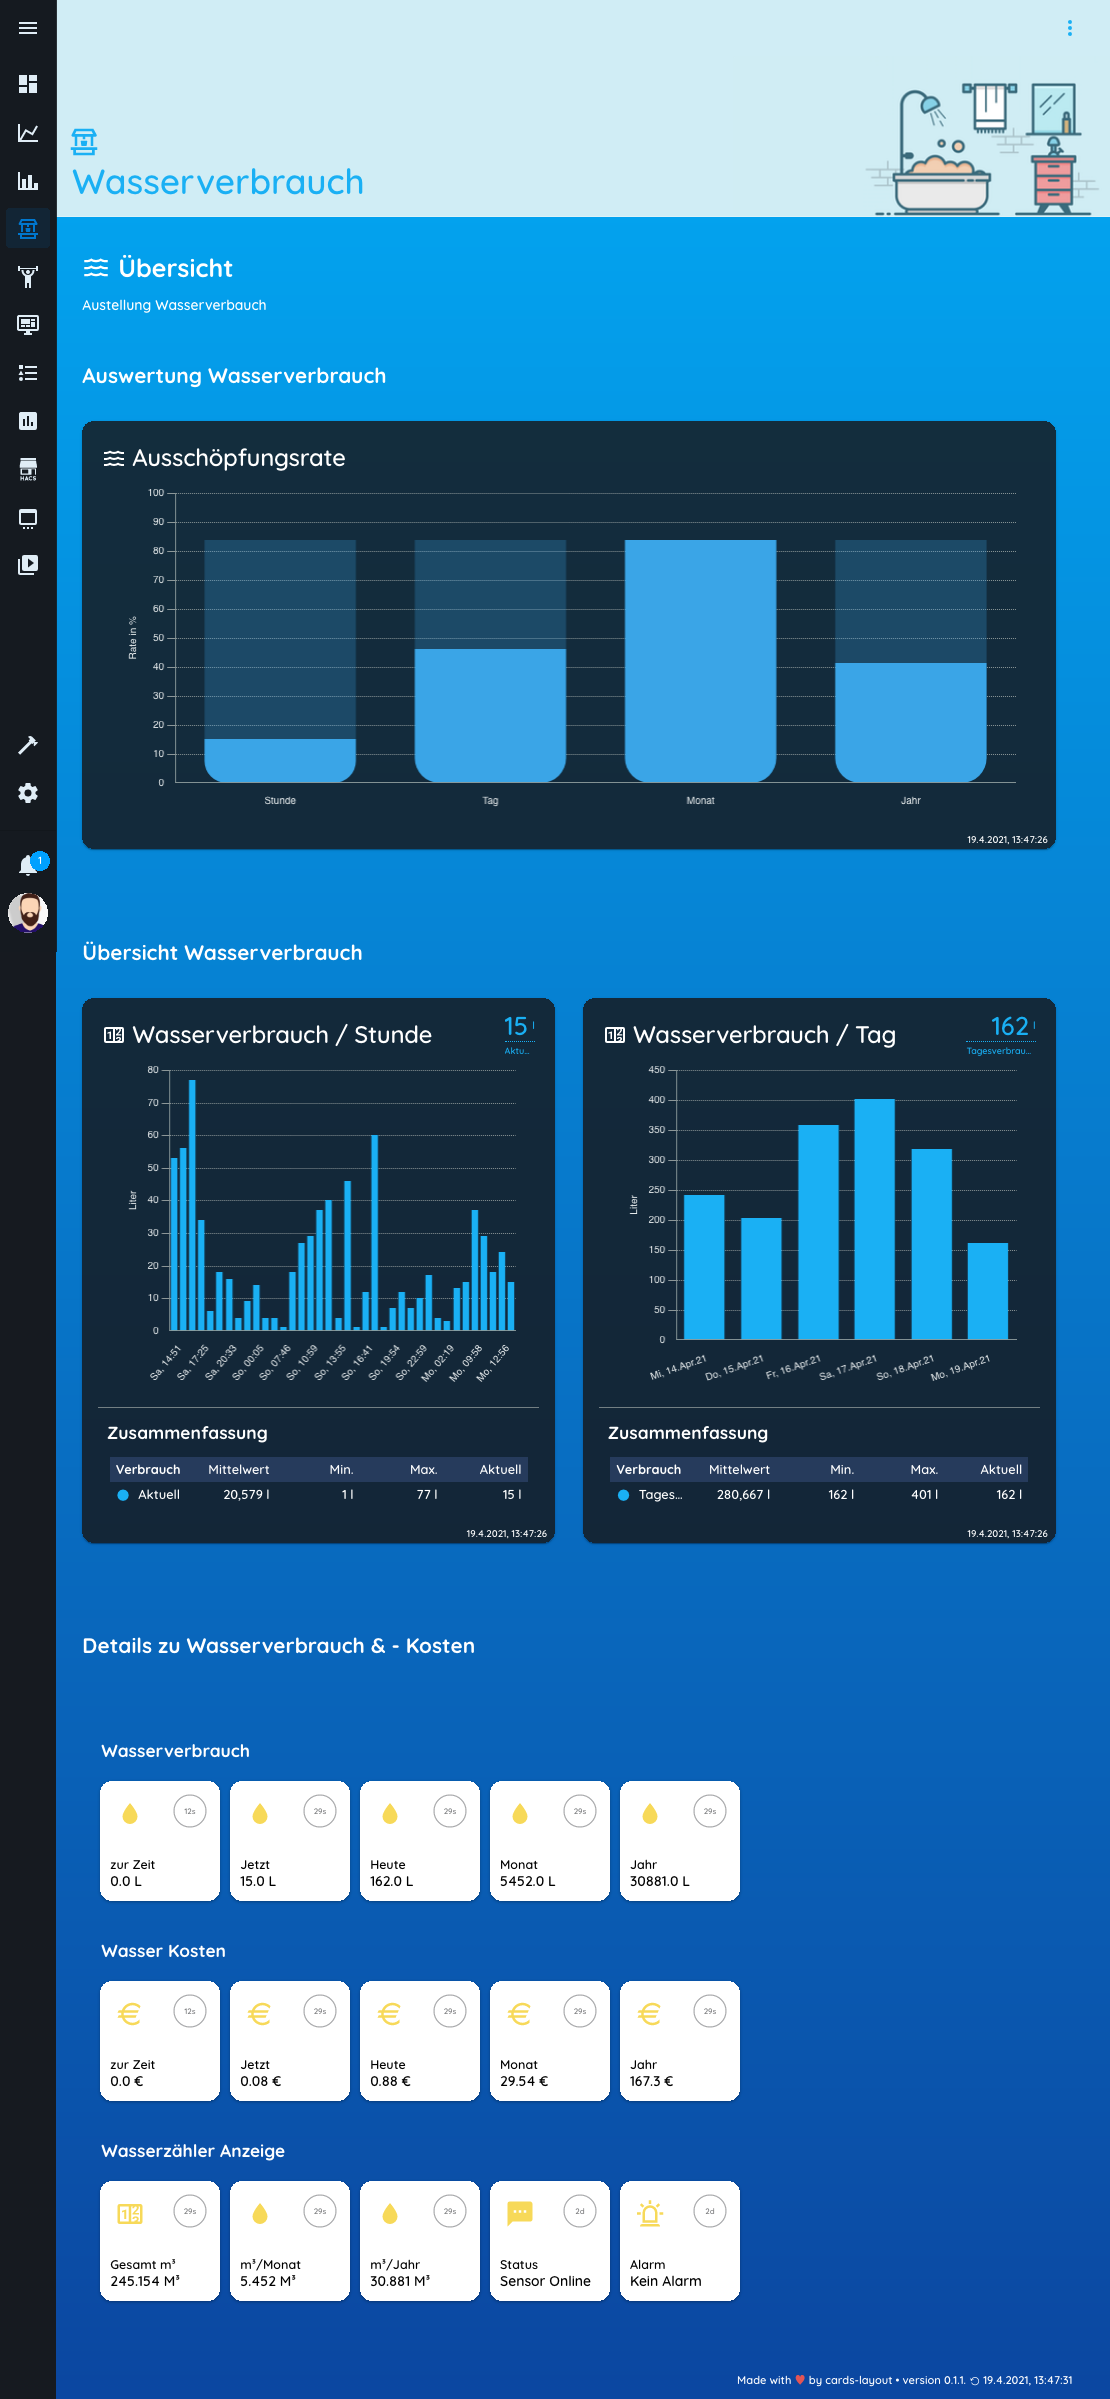 Wasserverbrauch
HACS
1
Übersicht
Austellung Wasserverbauch
Auswertung Wasserverbrauch
Ausschöpfungsrate
100
90
80
70
60
50
40
30
20
10
0
Rate in %
Stunde Tag Monat Jahr
19.4.2021, 13:47:26
Übersicht Wasserverbrauch
Wasserverbrauch / Stunde
15 l
Aktu...
80
70
60
50
40
30
20
10
0
Liter
Sa, 14:51 Sa, 17:25 Sa, 20:33 So, 00:05 So, 07:46 So, 10:59 So, 13:55 So, 16:41 So, 19:54 So, 22:59 Mo, 02:19 Mo, 09:58 Mo, 12:56
Zusammenfassung
Verbrauch Mittelwert Min. Max. Aktuell
Aktuell 20,579 l 1 l 77 l 15 l
19.4.2021, 13:47:26
Wasserverbrauch / Tag
162 l
Tagesverbrau...
450
400
350
300
250
200
150
100
50
0
Liter
Mi, 14.Apr.21 Do, 15.Apr.21 Fr, 16.Apr.21 Sa, 17.Apr.21 So, 18.Apr.21 Mo, 19.Apr.21
Zusammenfassung
Verbrauch Mittelwert Min. Max. Aktuell
Tages... 280,667 l 162 l 401 l 162 l
19.4.2021, 13:47:26
Details zu Wasserverbrauch & - Kosten
Wasserverbrauch
12s 29s 29s 29s 29s
zur Zeit Jetzt Heute Monat Jahr
0.0 L 15.0 L 162.0 L 5452.0 L 30881.0 L
Wasser Kosten
12s 29s 29s 29s 29s
zur Zeit Jetzt Heute Monat Jahr
0.0 € 0.08 € 0.88 € 29.54 € 167.3 €
Wasserzähler Anzeige
29s 29s 29s 2d 2d
Gesamt m³ m³/Monat m³/Jahr Status Alarm
245.154 M³ 5.452 M³ 30.881 M³ Sensor Online Kein Alarm
Made with ♥ by cards-layout • version 0.1.1. 19.4.2021, 13:47:31